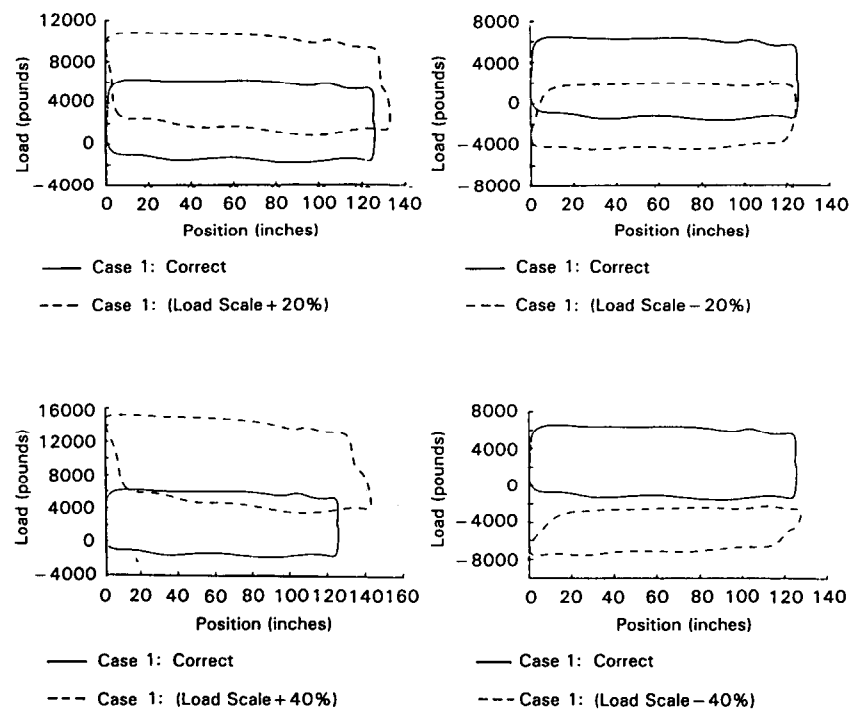 12000
8000
4000
0
−4000
Load (pounds)
0 20 40 60 80 100 120 140
Position (inches)
Case 1: Correct
Case 1: (Load Scale + 20%)
8000
4000
0
−4000
−8000
Load (pounds)
0 20 40 60 80 100 120 140
Position (inches)
Case 1: Correct
Case 1: (Load Scale − 20%)
16000
12000
8000
4000
0
−4000
Load (pounds)
0 20 40 60 80 100 120 140 160
Position (inches)
Case 1: Correct
Case 1: (Load Scale + 40%)
8000
4000
0
−4000
−8000
Load (pounds)
0 20 40 60 80 100 120 140
Position (inches)
Case 1: Correct
Case 1: (Load Scale − 40%)